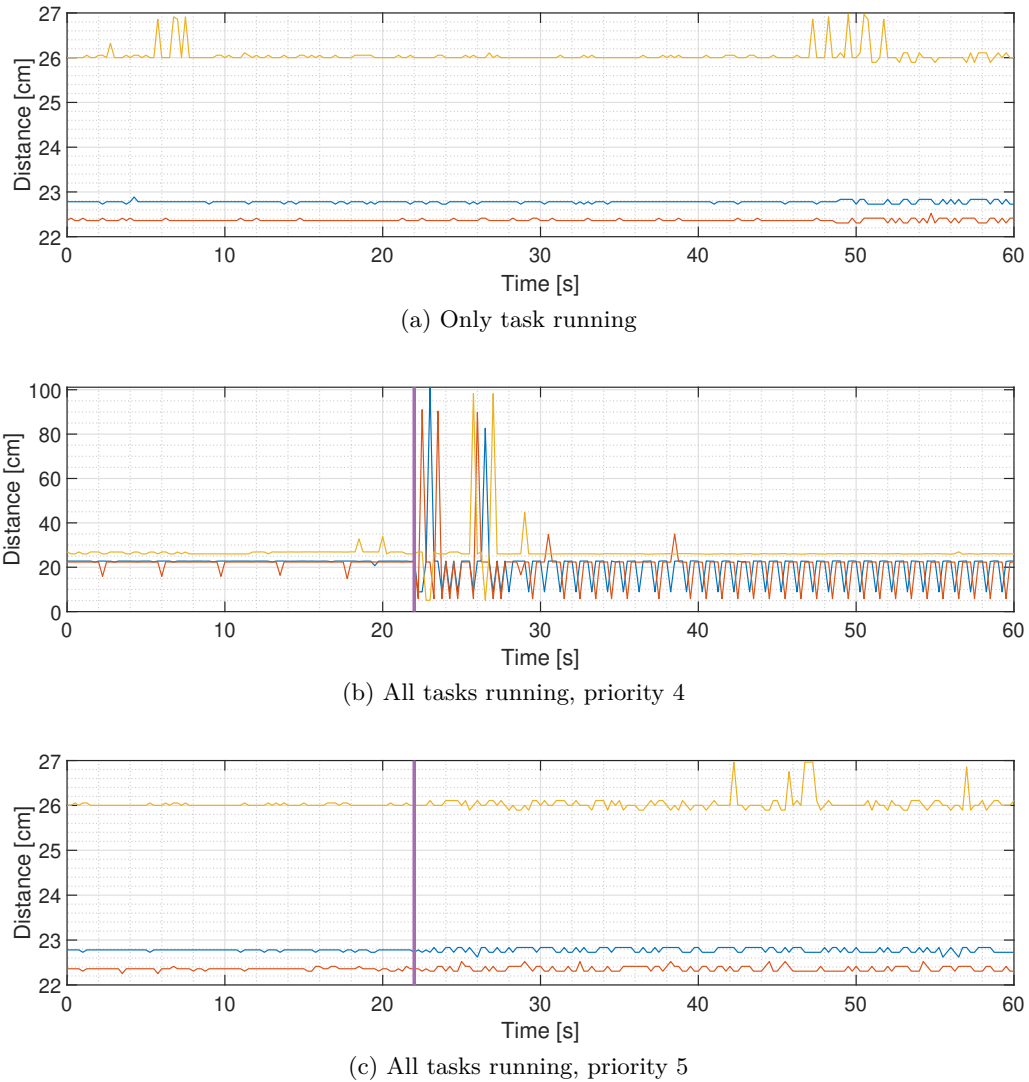 27
26
25
24
23
22
Distance [cm]
0 10 20 30 40 50 60
Time [s]
(a) Only task running
100
80
60
40
20
0
Distance [cm]
0 10 20 30 40 50 60
Time [s]
(b) All tasks running, priority 4
27
26
25
24
23
22
Distance [cm]
0 10 20 30 40 50 60
Time [s]
(c) All tasks running, priority 5